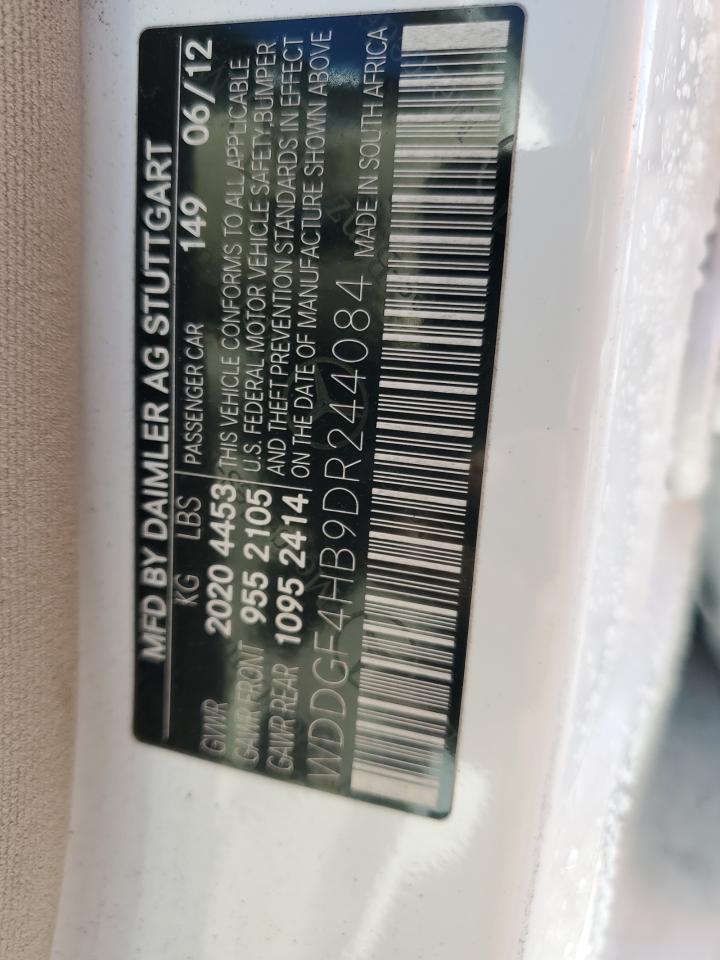 MFD BY DAIMLER AG STUTTGART
KG LBS PASSENGER CAR 149 06/12
GVWR 2020 4453 THIS VEHICLE CONFORMS TO ALL APPLICABLE
GAWR FRONT 955 2105 U.S. FEDERAL MOTOR VEHICLE SAFETY, BUMPER
GAWR REAR 1095 2414 AND THEFT PREVENTION STANDARDS IN EFFECT
ON THE DATE OF MANUFACTURE SHOWN ABOVE
WDDGF4HB9DR244084 MADE IN SOUTH AFRICA